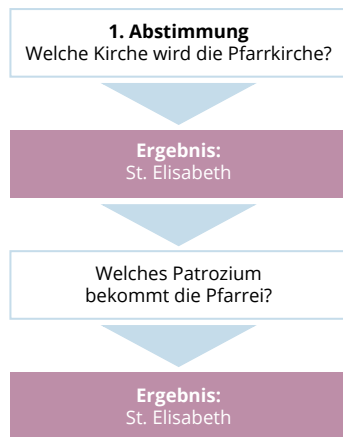 1. Abstimmung
Welche Kirche wird die Pfarrkirche?
Ergebnis:
St. Elisabeth
Welches Patrozium
bekommt die Pfarrei?
Ergebnis:
St. Elisabeth